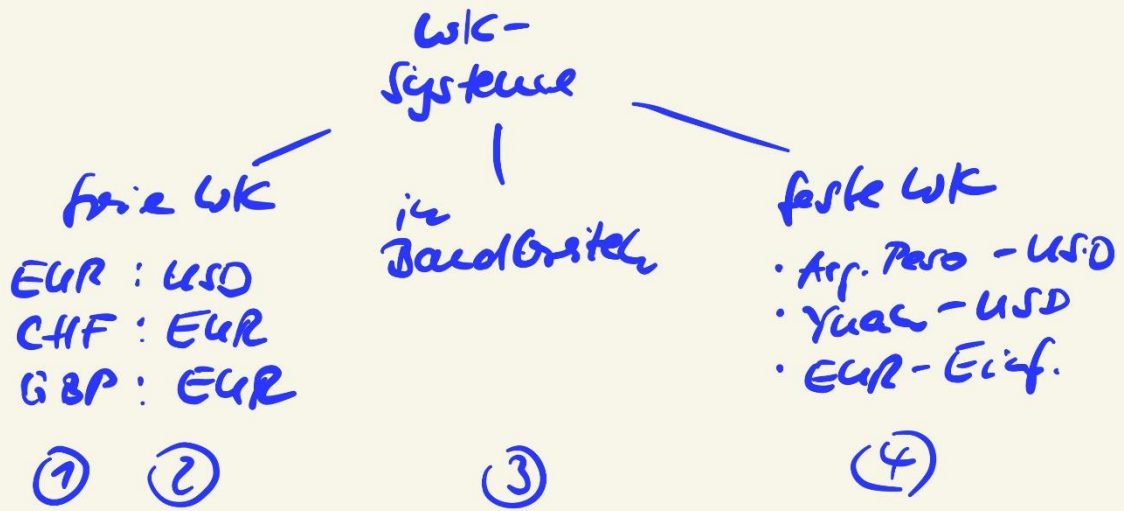 WK-
Systeme
freie WK
EUR : USD
CHF : EUR
GBP : EUR
① ②
in
Bandbreiten
③
feste WK
· Arg. Peso - USD
· Yuan - USD
· EUR - Einf.
④